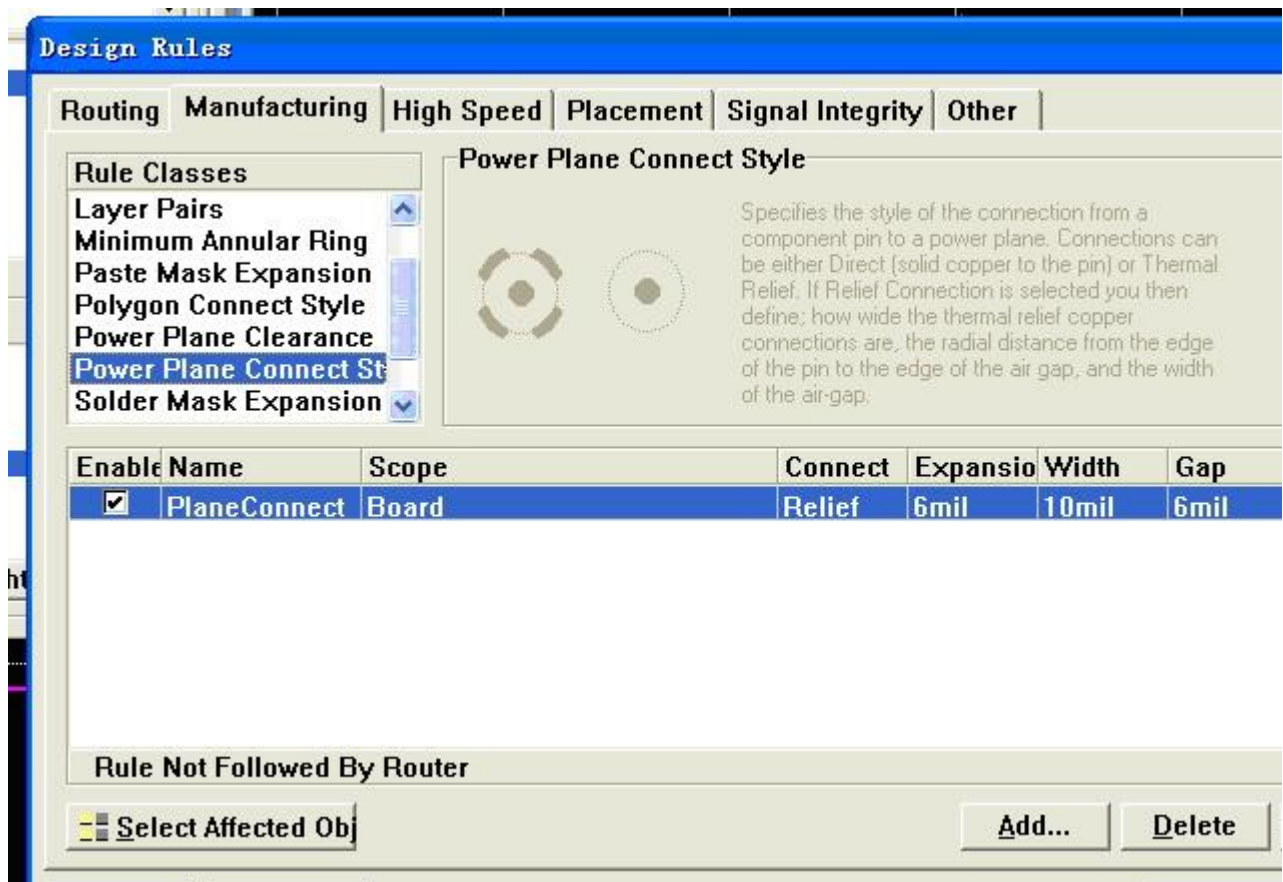 Design Rules
Routing Manufacturing High Speed Placement Signal Integrity Other
Rule Classes
Layer Pairs
Minimum Annular Ring
Paste Mask Expansion
Polygon Connect Style
Power Plane Clearance
Power Plane Connect St
Solder Mask Expansion
Power Plane Connect Style
Specifies the style of the connection from a
component pin to a power plane. Connections can
be either Direct (solid copper to the pin) or Thermal
Relief. If Relief Connection is selected you then
define; how wide the thermal relief copper
connections are, the radial distance from the edge
of the pin to the edge of the air gap, and the width
of the air-gap.
Enable Name Scope Connect Expansio Width Gap
PlaneConnect Board Relief 6mil 10mil 6mil
Rule Not Followed By Router
Select Affected Obj Add... Delete
ht